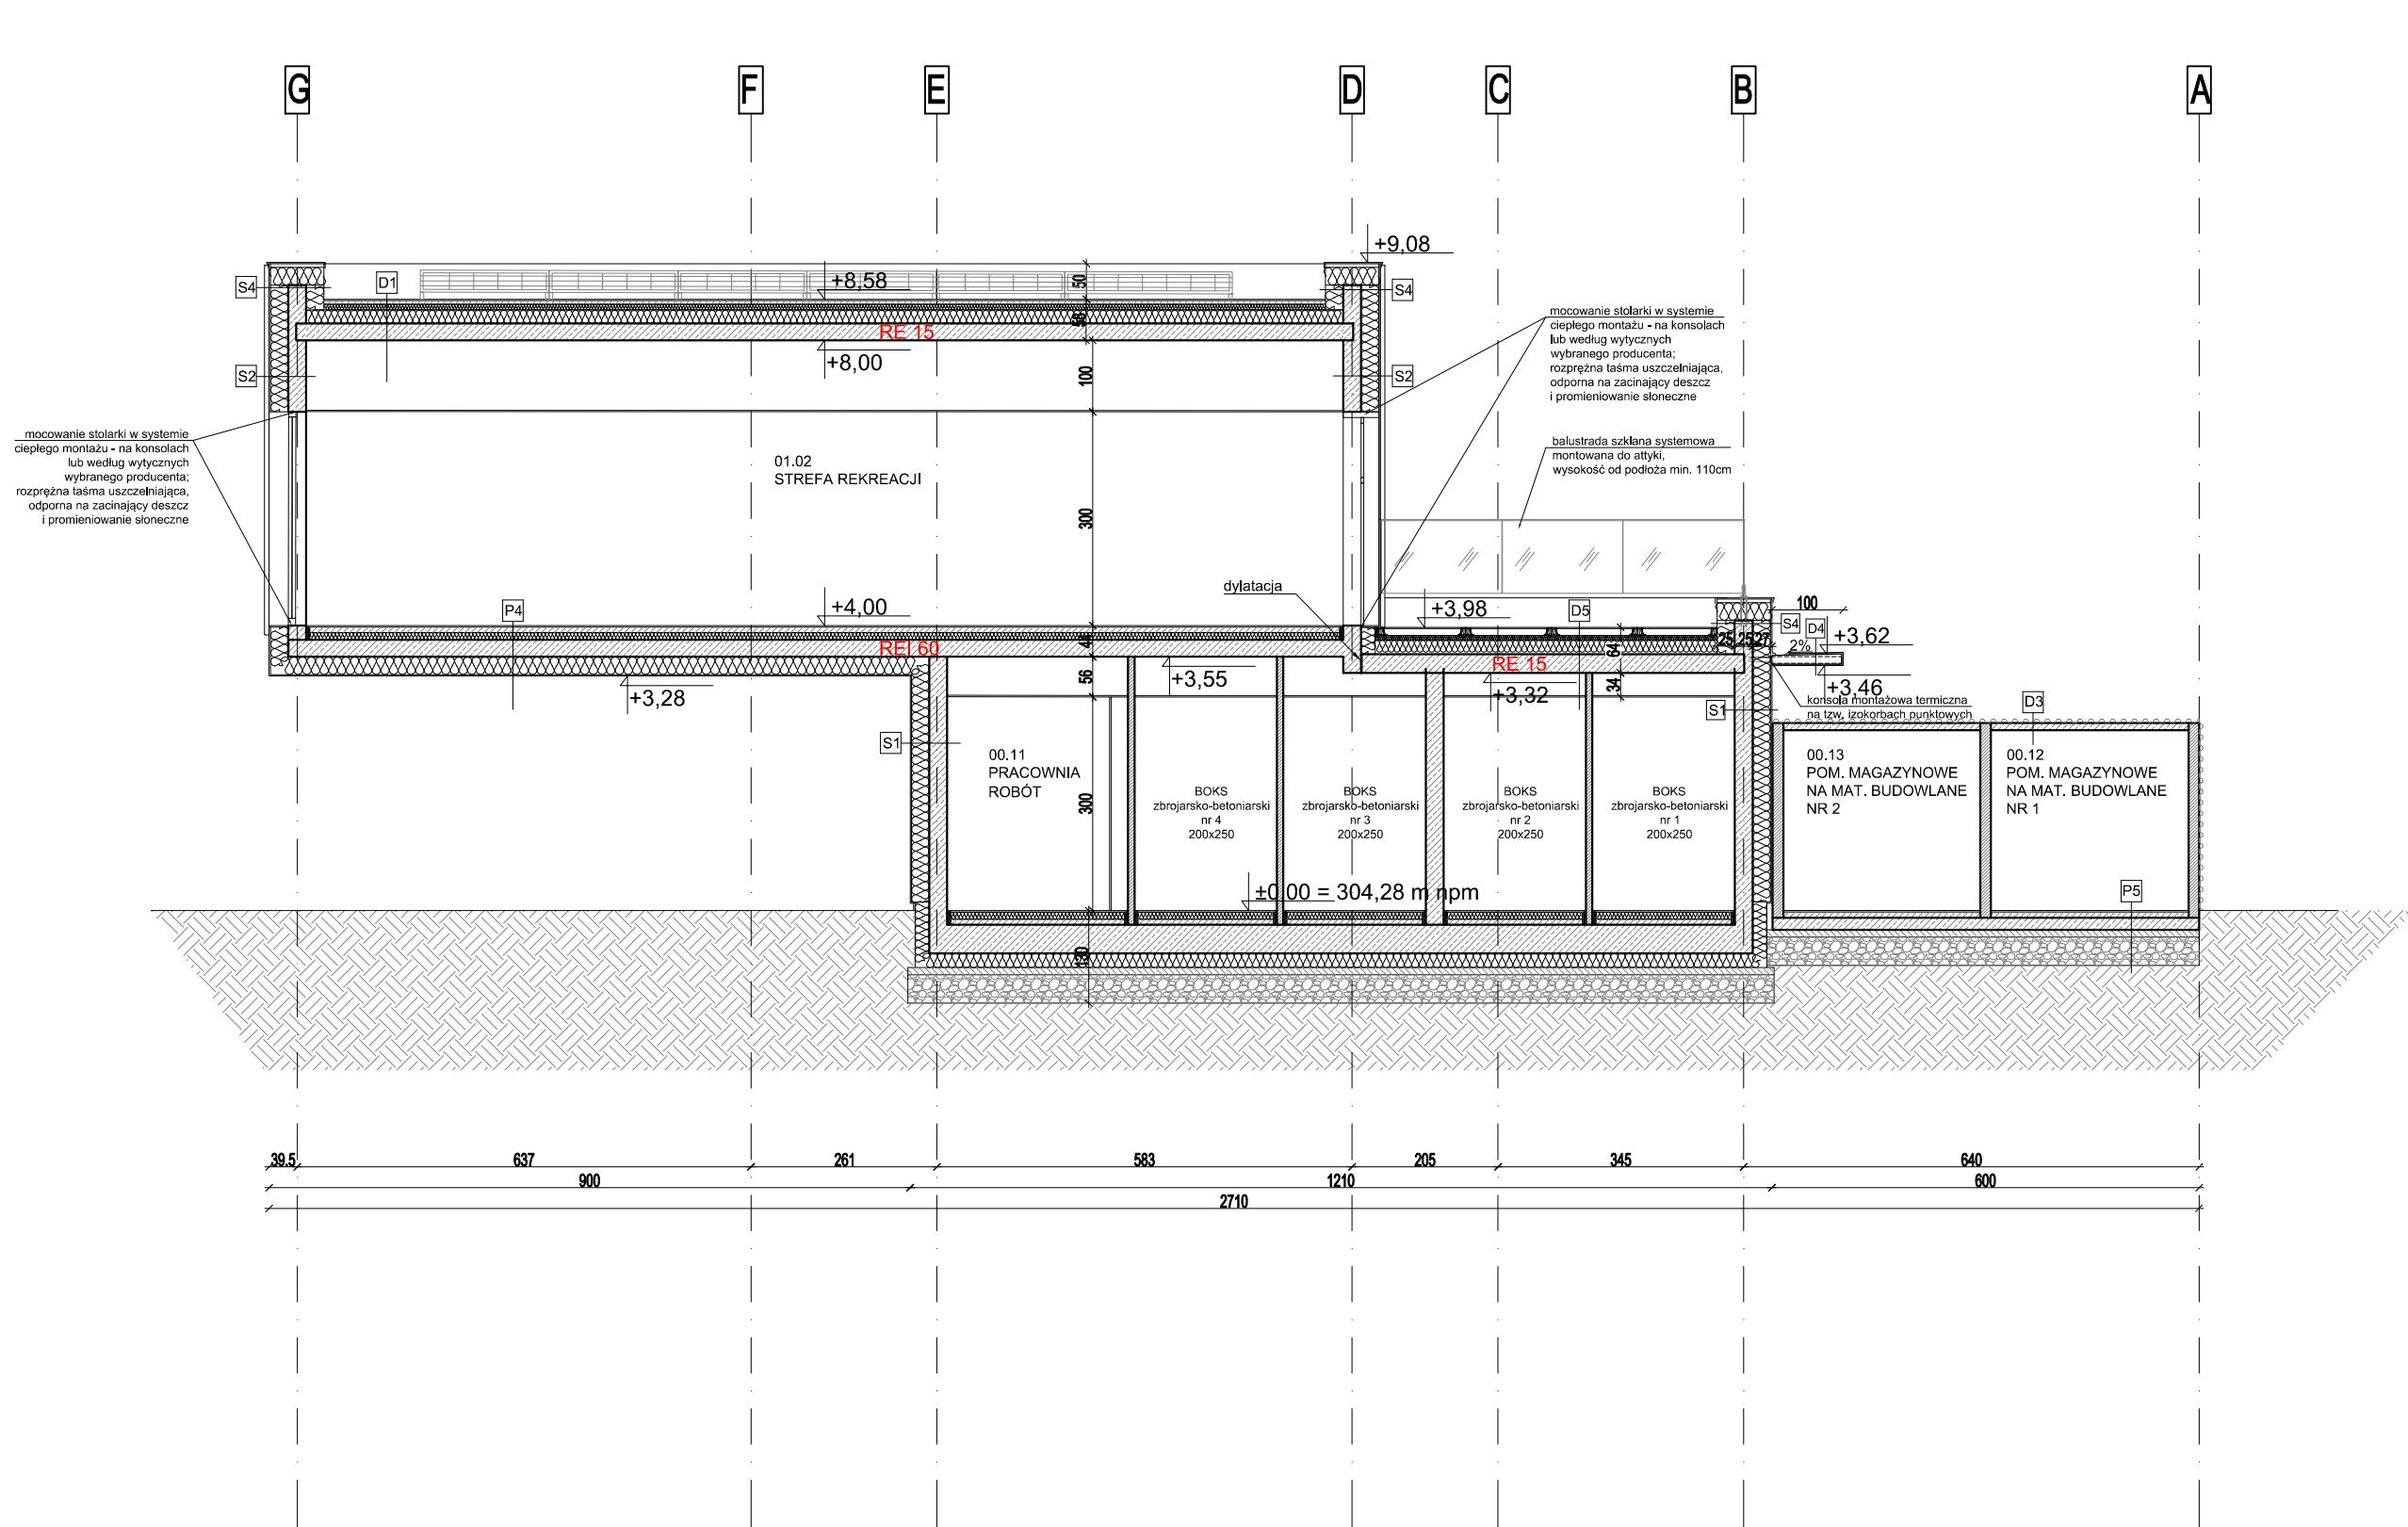 G
F
E
D
C
B
A
+9,08
+8,58
50
S4
D1
S4
58
RE 15
+8,00
S2
100
S2
mocowanie stolarki w systemie
ciepłego montażu - na konsolach
lub według wytycznych
wybranego producenta;
rozprężna taśma uszczelniająca,
odporna na zacinający deszcz
i promieniowanie słoneczne
mocowanie stolarki w systemie
ciepłego montażu - na konsolach
lub według wytycznych
wybranego producenta;
rozprężna taśma uszczelniająca,
odporna na zacinający deszcz
i promieniowanie słoneczne
balustrada szklana systemowa
montowana do attyki,
wysokość od podłoża min. 110cm
01.02
STREFA REKREACJI
300
dylatacja
+4,00
P4
+3,98
D5
100
S4
D4
2%
+3,62
25
25
27
REI 60
44
64
RE 15
+3,55
56
+3,28
+3,32
34
+3,46
konsola montażowa termiczna
na tzw. izokorbach punktowych
S1
S1
D3
00.11
PRACOWNIA
ROBÓT
300
BOKS
zbrojarsko-betoniarski
nr 4
200x250
BOKS
zbrojarsko-betoniarski
nr 3
200x250
BOKS
zbrojarsko-betoniarski
nr 2
200x250
BOKS
zbrojarsko-betoniarski
nr 1
200x250
00.13
POM. MAGAZYNOWE
NA MAT. BUDOWLANE
NR 2
00.12
POM. MAGAZYNOWE
NA MAT. BUDOWLANE
NR 1
±0,00 = 304,28 m npm
P5
130
39.5
637
261
583
205
345
640
900
1210
600
2710